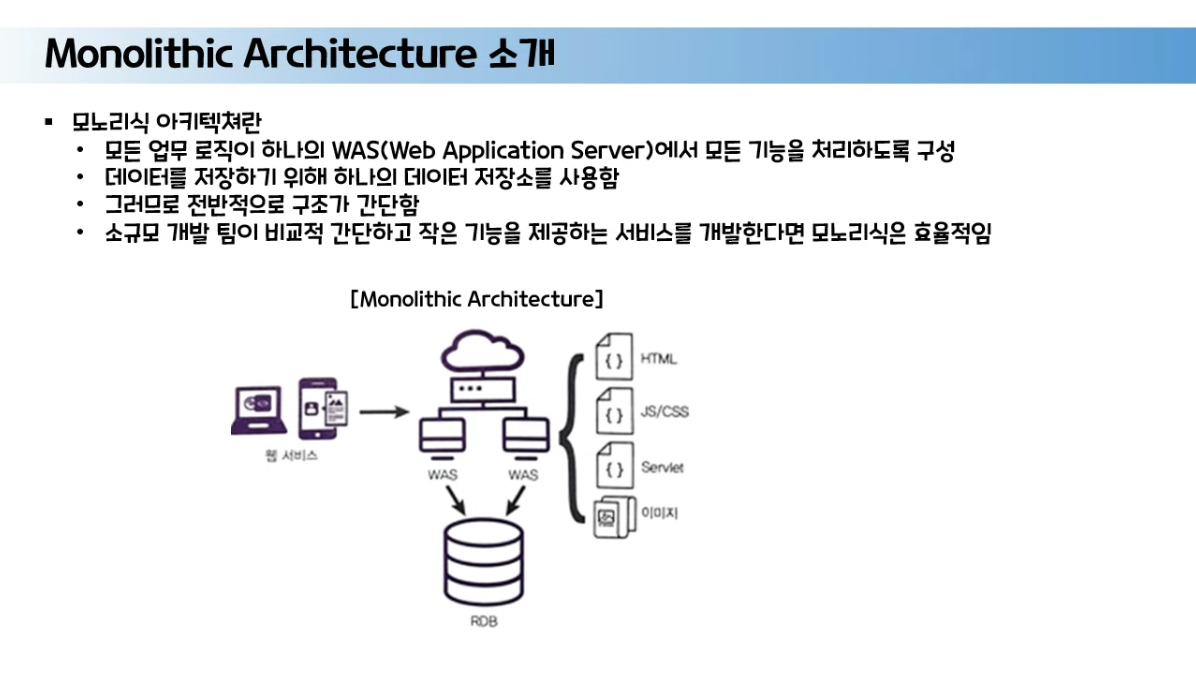 Monolithic Architecture 소개
▪ 모노리식 아키텍쳐란
• 모든 업무 로직이 하나의 WAS(Web Application Server)에서 모든 기능을 처리하도록 구성
• 데이터를 저장하기 위해 하나의 데이터 저장소를 사용함
• 그러므로 전반적으로 구조가 간단함
• 소규모 개발 팀이 비교적 간단하고 작은 기능을 제공하는 서비스를 개발한다면 모노리식은 효율적임
[Monolithic Architecture]
{ } HTML
{ } JS/CSS
웹 서비스
WAS WAS
{ } Servlet
이미지
RDB